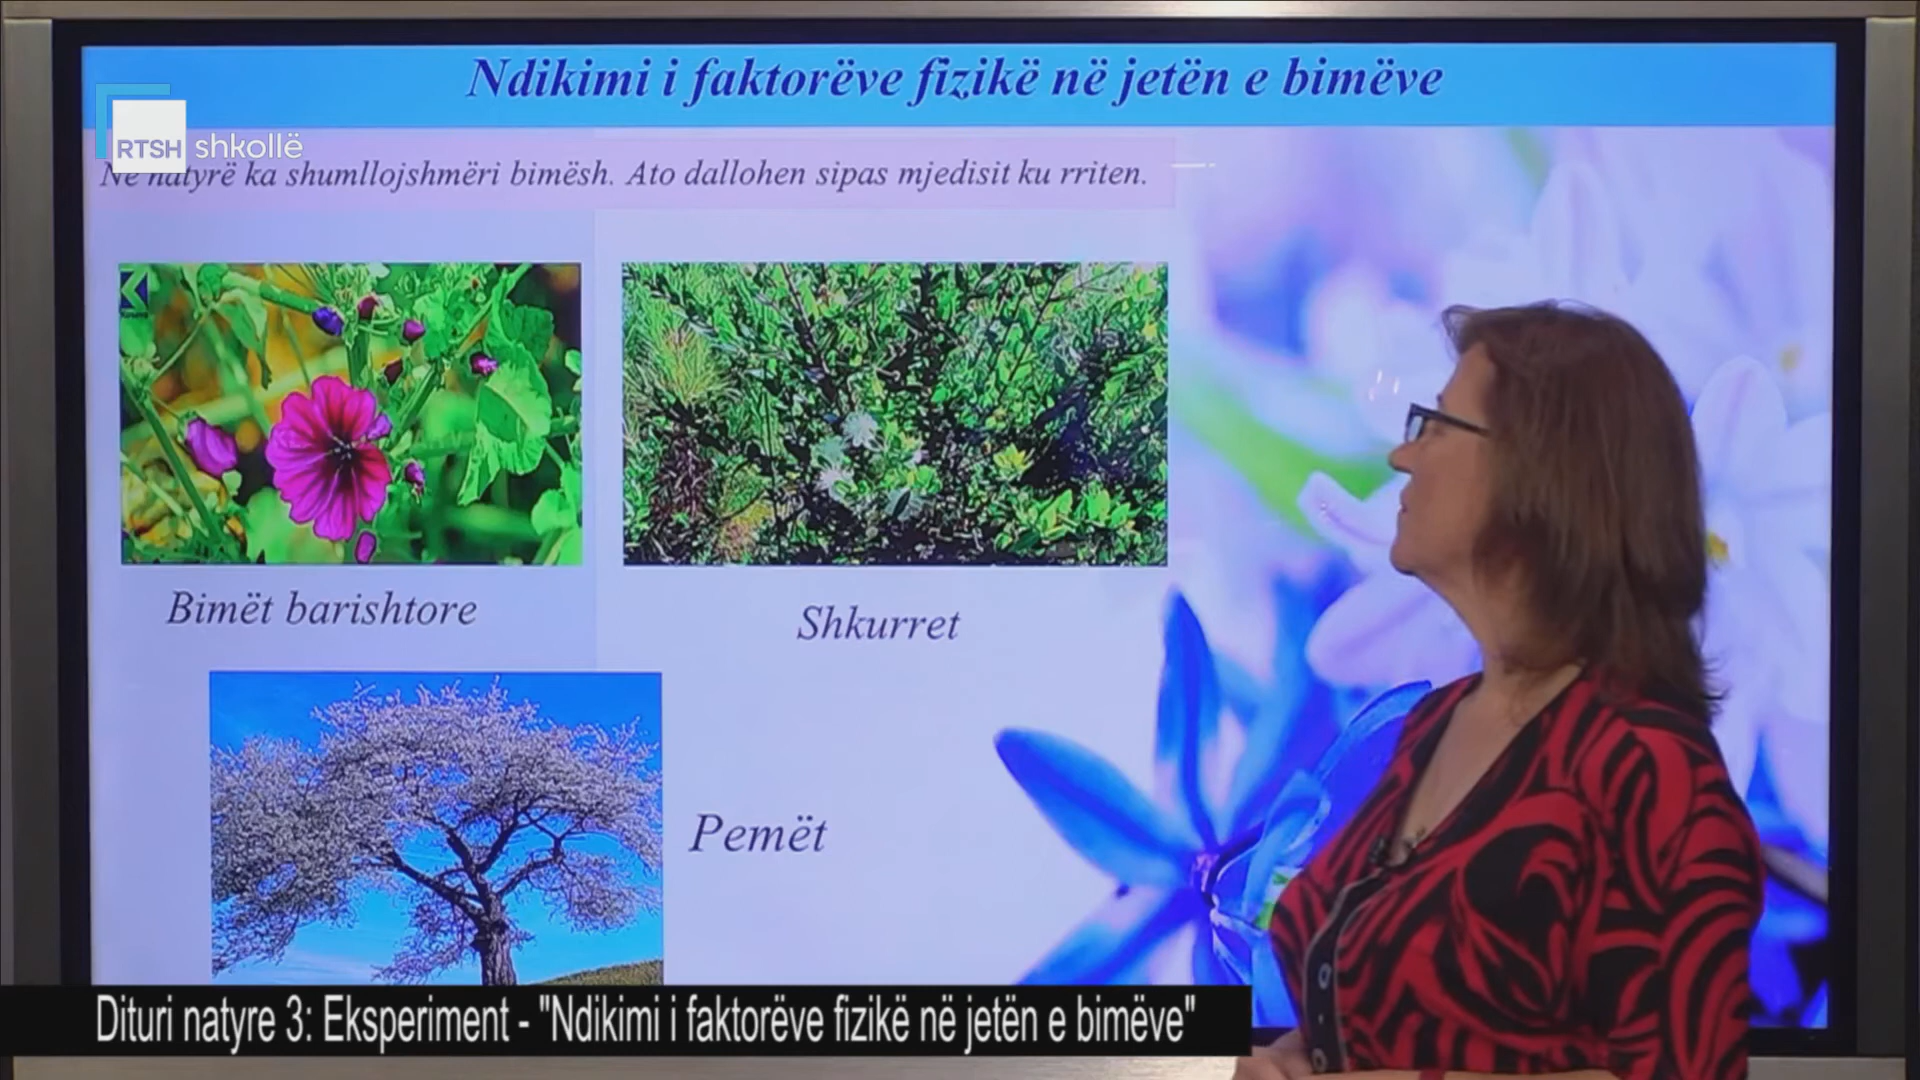 Ndikimi i faktorëve fizikë në jetën e bimëve
RTSH shkollë
Në natyrë ka shumllojshmëri bimësh. Ato dallohen sipas mjedisit ku rriten.
Bimët barishtore
Shkurret
Pemët
Dituri natyre 3: Eksperiment - "Ndikimi i faktorëve fizikë në jetën e bimëve"